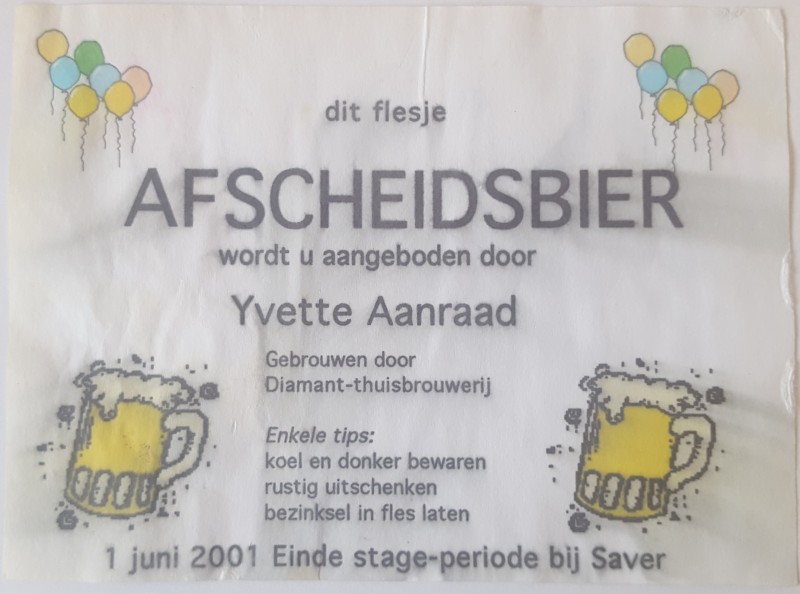 dit flesje
AFSCHEIDSBIER
wordt u aangeboden door
Yvette Aanraad
Gebrouwen door
Diamant-thuisbrouwerij
Enkele tips:
koel en donker bewaren
rustig uitschenken
bezinksel in fles laten
1 juni 2001 Einde stage-periode bij Saver